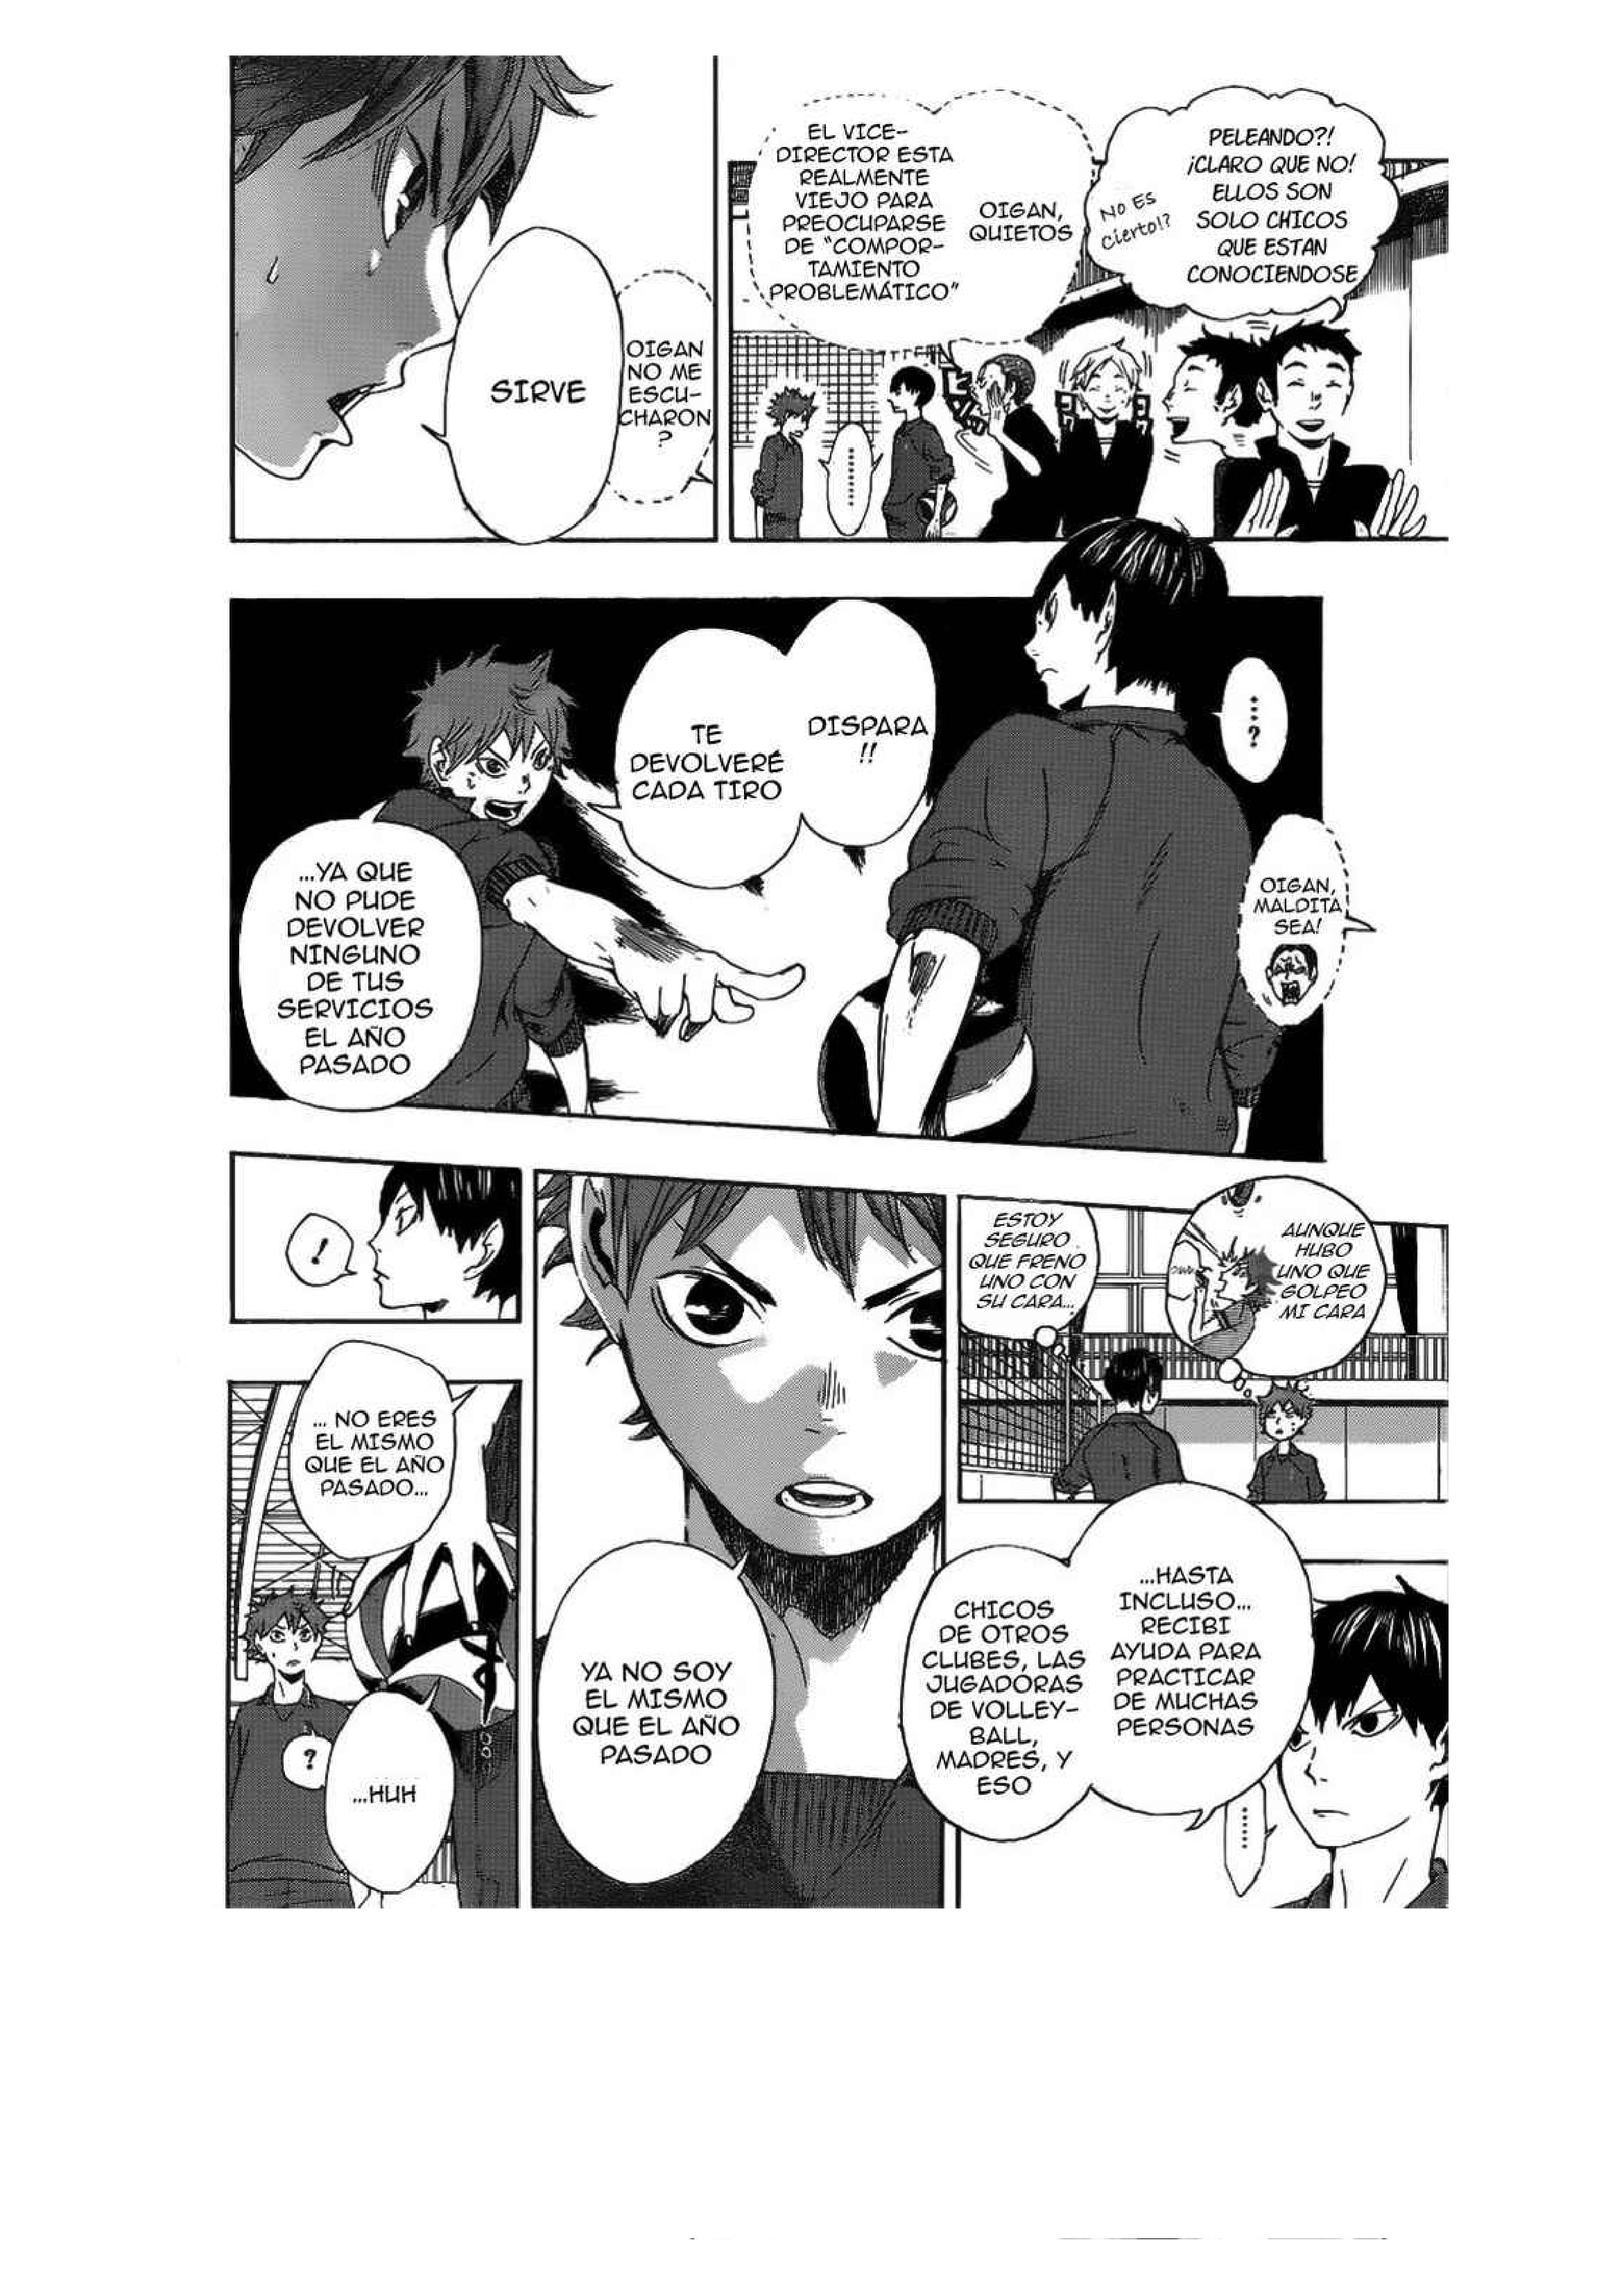 PELEANDO?!
¡CLARO QUE NO!
ELLOS SON
SOLO CHICOS
QUE ESTAN
CONOCIENDOSE
No Es
Cierto!?
OIGAN,
QUIETOS
EL VICE-
DIRECTOR ESTA
REALMENTE
VIEJO PARA
PREOCUPARSE
DE "COMPOR-
TAMIENTO
PROBLEMÁTICO"
.........
OIGAN
NO ME
ESCU-
CHARON
?
SIRVE
....?
OIGAN,
MALDITA
SEA!
DISPARA
!!
TE
DEVOLVERÉ
CADA TIRO
...YA QUE
NO PUDE
DEVOLVER
NINGUNO
DE TUS
SERVICIOS
EL AÑO
PASADO
AUNQUE
HUBO
UNO QUE
GOLPEO
MI CARA
ESTOY
SEGURO
QUE FRENO
UNO CON
SU CARA...
...HASTA
INCLUSO...
RECIBI
AYUDA PARA
PRACTICAR
DE MUCHAS
PERSONAS
CHICOS
DE OTROS
CLUBES, LAS
JUGADORAS
DE VOLLEY-
BALL,
MADRES, Y
ESO
......
YA NO SOY
EL MISMO
QUE EL AÑO
PASADO
!
... NO ERES
EL MISMO
QUE EL AÑO
PASADO...
...HUH
?